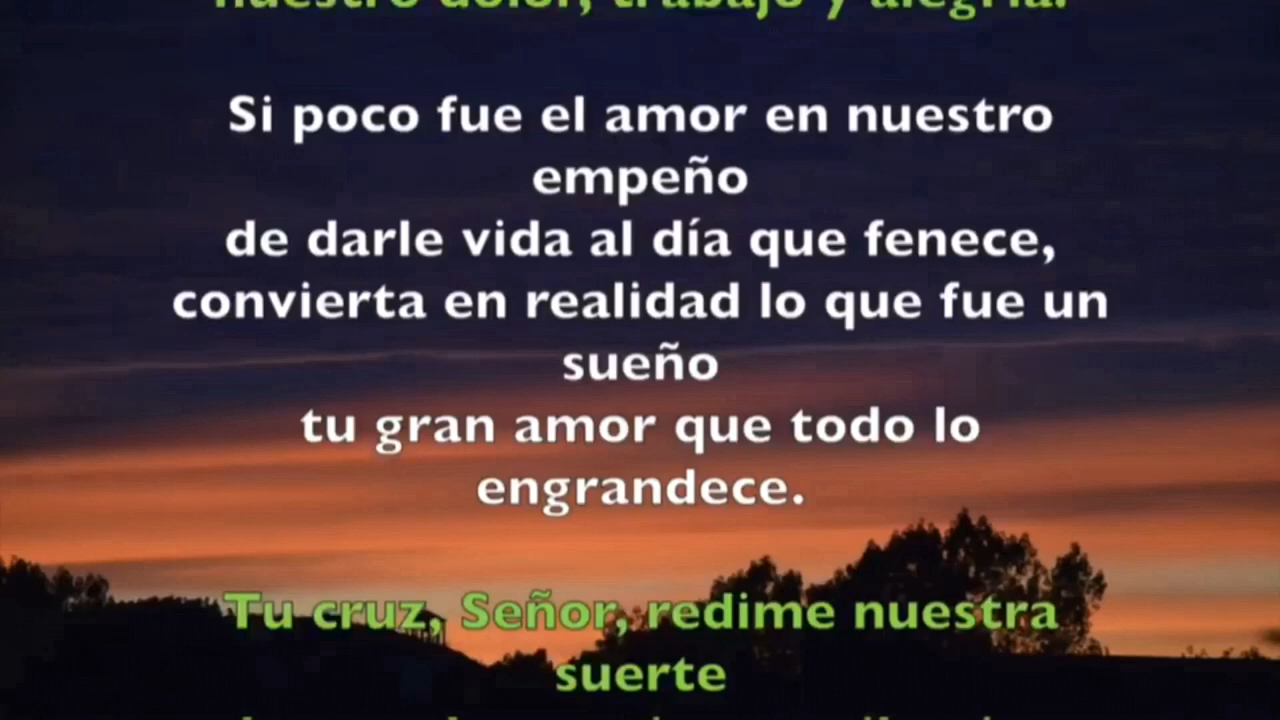 nuestro dolor, trabajo y alegría.
Si poco fue el amor en nuestro
empeño
de darle vida al día que fenece,
convierta en realidad lo que fue un
sueño
tu gran amor que todo lo
engrandece.
Tu cruz, Señor, redime nuestra
suerte